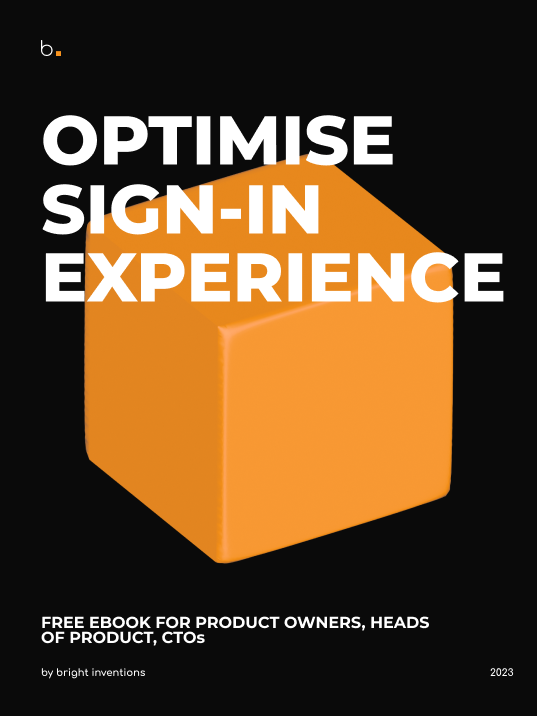 b.
OPTIMISE
SIGN-IN
EXPERIENCE
FREE EBOOK FOR PRODUCT OWNERS, HEADS
OF PRODUCT, CTOs
by bright inventions
2023